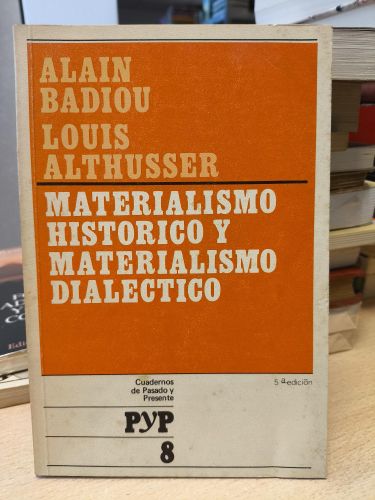 ALAIN
BADIOU
LOUIS
ALTHUSSER
MATERIALISMO
HISTORICO Y
MATERIALISMO
DIALECTICO
Cuadernos
de Pasado y
Presente
5ª edición
PYP
8